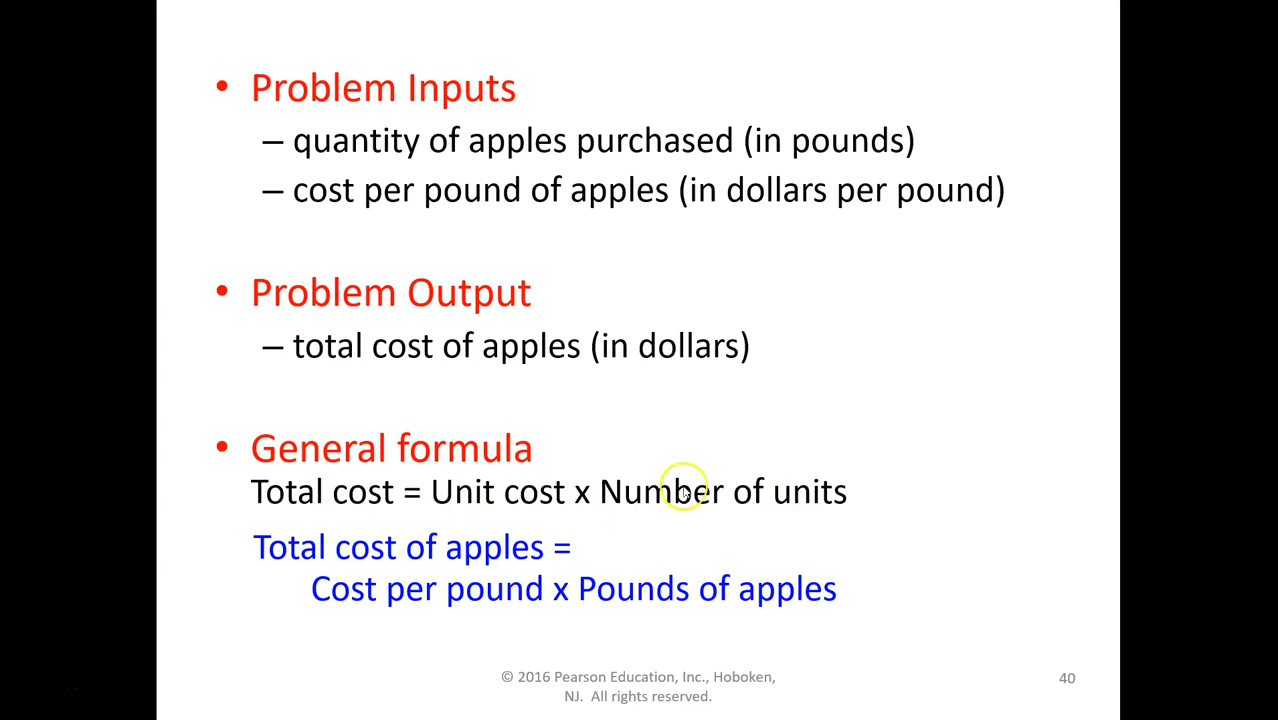 • Problem Inputs
– quantity of apples purchased (in pounds)
– cost per pound of apples (in dollars per pound)
• Problem Output
– total cost of apples (in dollars)
• General formula
Total cost = Unit cost x Number of units
Total cost of apples =
Cost per pound x Pounds of apples
© 2016 Pearson Education, Inc., Hoboken,
NJ. All rights reserved.
40